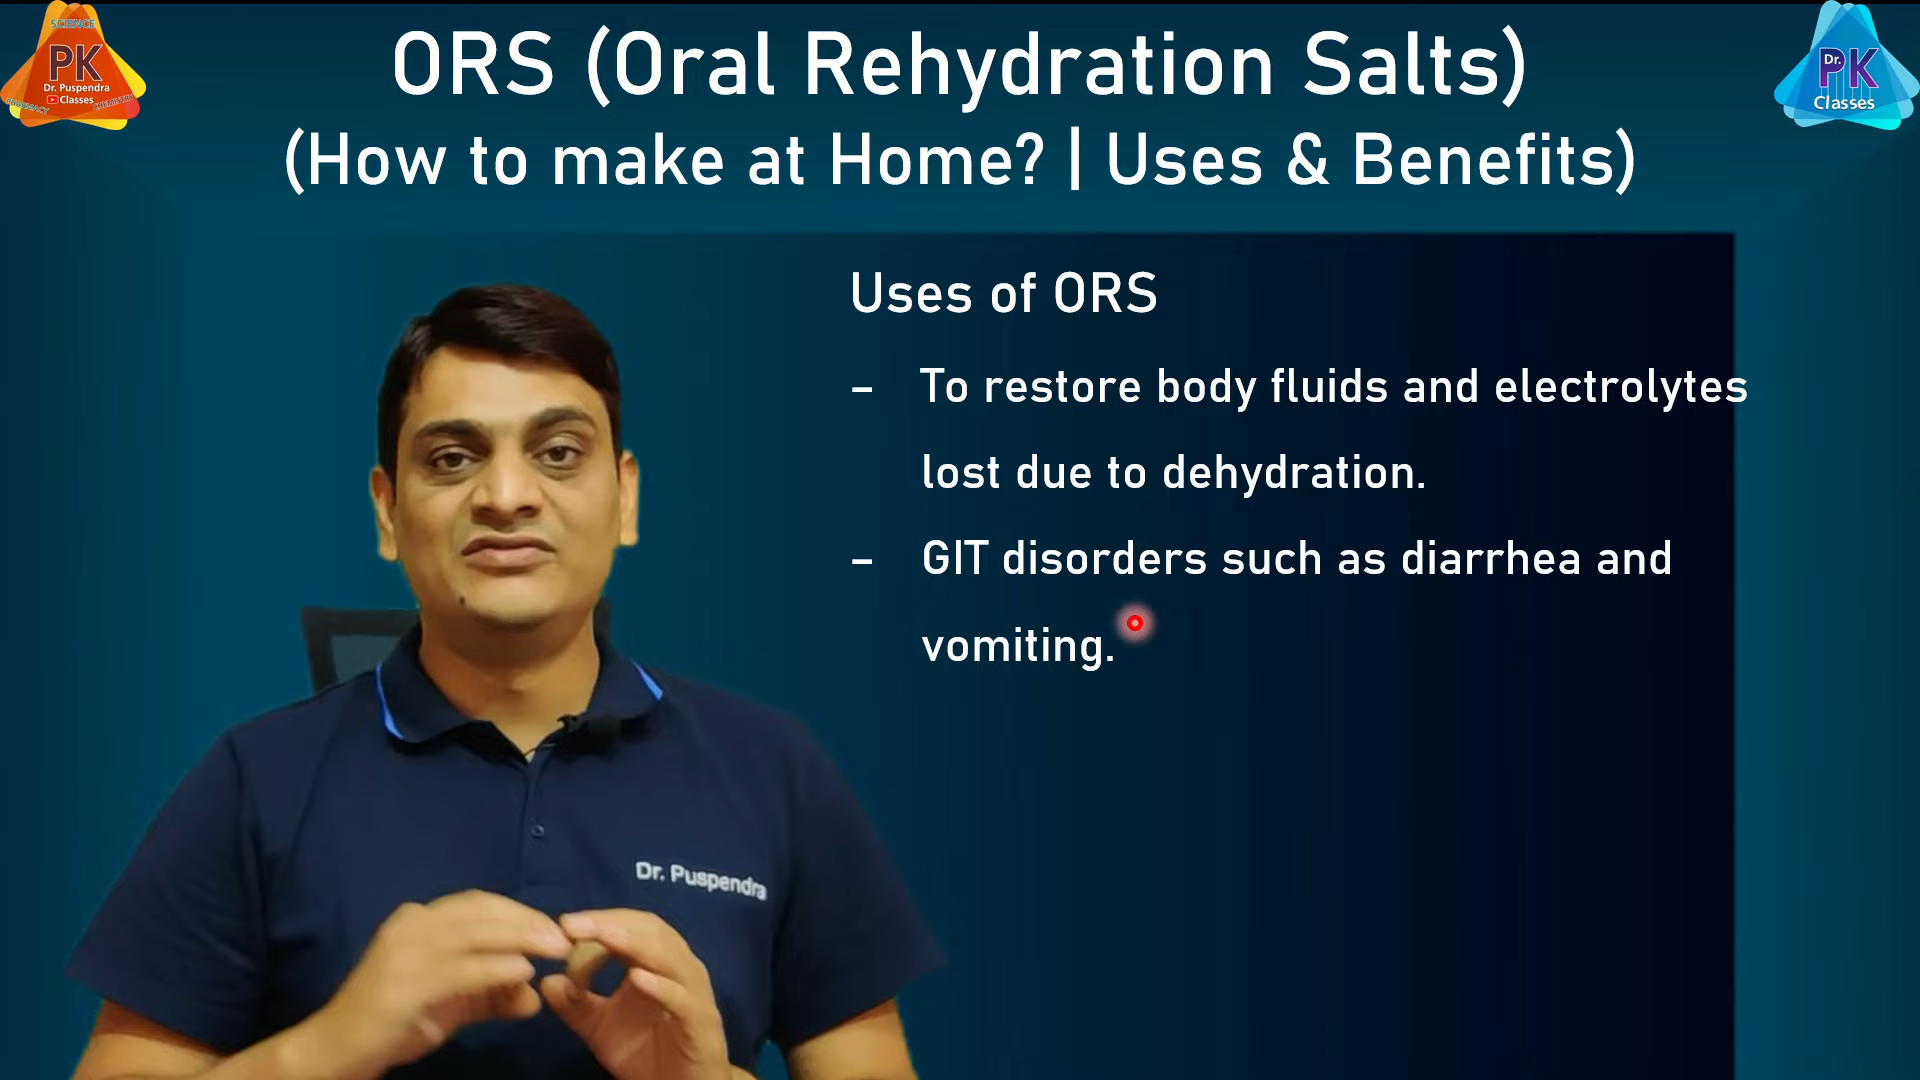 SCIENCE
PK
Dr. Puspendra
Classes
PHARMACY
CHEMISTRY
ORS (Oral Rehydration Salts)
(How to make at Home? | Uses & Benefits)
Dr.
PK
Classes
Uses of ORS
- To restore body fluids and electrolytes
lost due to dehydration.
- GIT disorders such as diarrhea and
vomiting.
Dr. Puspendra